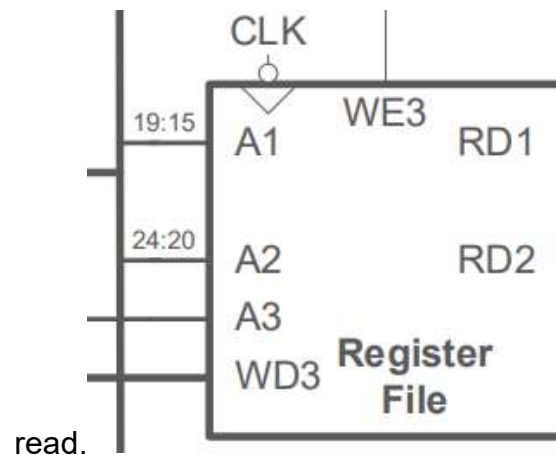 CLK
19:15
A1
WE3
RD1
24:20
A2
RD2
A3
WD3
Register
File
read.